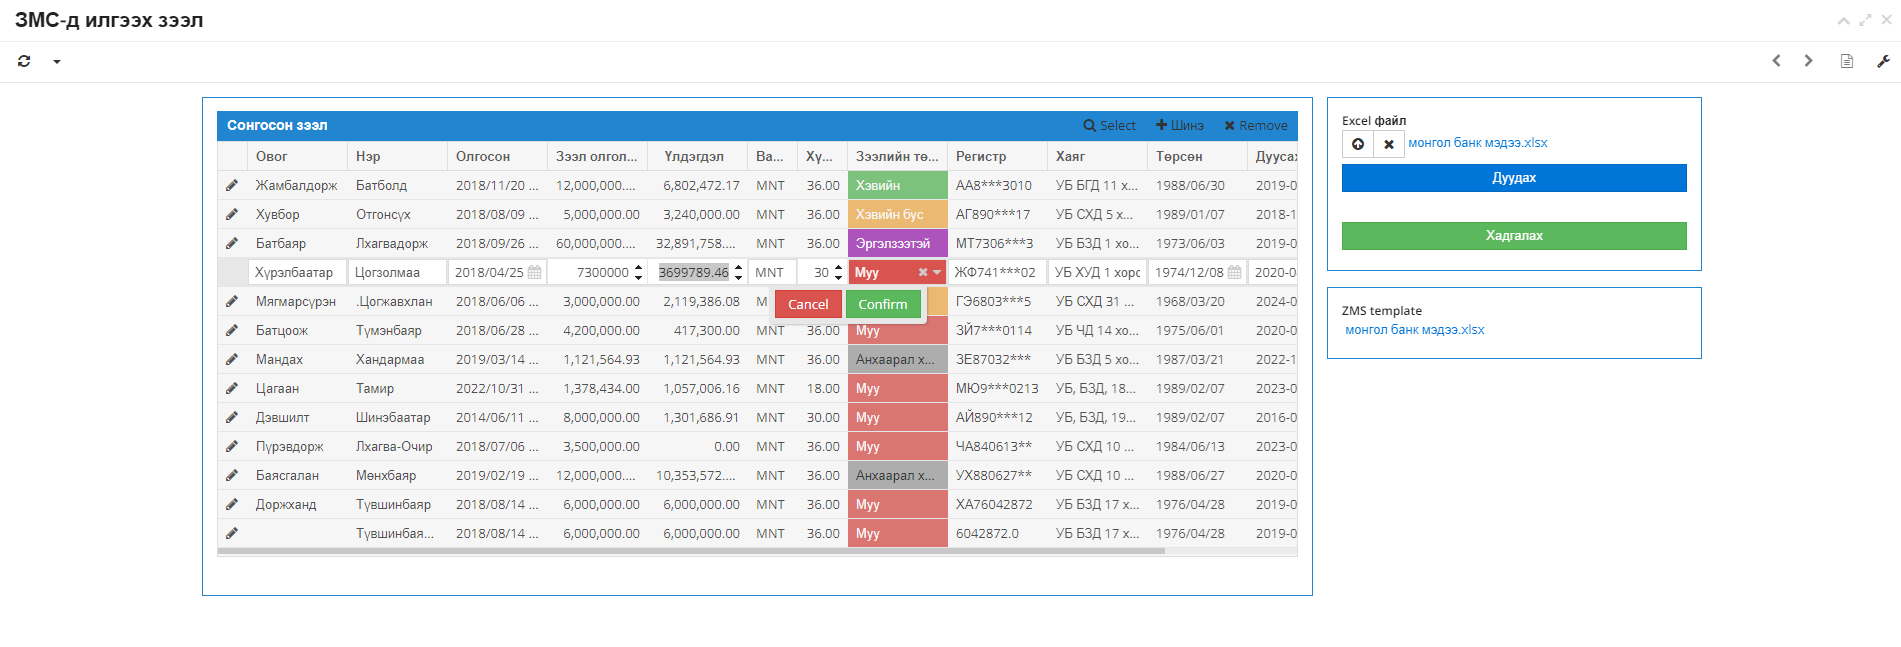 ЗМС-д илгээх зээл
Сонгосон зээл Select Шинэ Remove
Овог Нэр Олгосон Зээл олгол... Үлдэгдэл Ва... Хү... Зээлийн тө... Регистр Хаяг Төрсөн Дуусах
Жамбалдорж Батболд 2018/11/20 ... 12,000,000.... 6,802,472.17 MNT 36.00 Хэвийн АА8***3010 УБ БГД 11 х... 1988/06/30 2019-0
Хувбор Отгонсүх 2018/08/09 ... 5,000,000.00 3,240,000.00 MNT 36.00 Хэвийн бус АГ890***17 УБ СХД 5 х... 1989/01/07 2018-1
Батбаяр Лхагвадорж 2018/09/26 ... 60,000,000.... 32,891,758.... MNT 36.00 Эргэлзээтэй МТ7306***3 УБ БЗД 1 хо... 1973/06/03 2019-0
Хүрэлбаатар Цогзолмаа 2018/04/25 7300000 3699789.46 MNT 30 Муу ЖФ741***02 УБ ХУД 1 хорс 1974/12/08 2020-0
Мягмарсүрэн .Цогжавхлан 2018/06/06 ... 3,000,000.00 2,119,386.08 M ГЭ6803***5 УБ СХД 31 ... 1968/03/20 2024-0
Cancel Confirm
Батцоож Түмэнбаяр 2018/06/28 ... 4,200,000.00 417,300.00 MNT 36.00 Муу ЗЙ7***0114 УБ ЧД 14 хо... 1975/06/01 2020-0
Мандах Хандармаа 2019/03/14 ... 1,121,564.93 1,121,564.93 MNT 36.00 Анхаарал х... ЗЕ87032*** УБ БЗД 5 хо... 1987/03/21 2022-1
Цагаан Тамир 2022/10/31 ... 1,378,434.00 1,057,006.16 MNT 18.00 Муу МЮ9***0213 УБ, БЗД, 18... 1989/02/07 2023-0
Дэвшилт Шинэбаатар 2014/06/11 ... 8,000,000.00 1,301,686.91 MNT 30.00 Муу АЙ890***12 УБ, БЗД, 19... 1989/02/07 2016-0
Пүрэвдорж Лхагва-Очир 2018/07/06 ... 3,500,000.00 0.00 MNT 36.00 Муу ЧА840613** УБ СХД 10 ... 1984/06/13 2023-0
Баясгалан Мөнхбаяр 2019/02/19 ... 12,000,000.... 10,353,572.... MNT 36.00 Анхаарал х... УХ880627** УБ СХД 10 ... 1988/06/27 2020-0
Доржханд Түвшинбаяр 2018/08/14 ... 6,000,000.00 6,000,000.00 MNT 36.00 Муу ХА76042872 УБ БЗД 17 х... 1976/04/28 2019-0
Түвшинбая... 2018/08/14 ... 6,000,000.00 6,000,000.00 MNT 36.00 Муу 6042872.0 УБ БЗД 17 х... 1976/04/28 2019-0
Excel файл
монгол банк мэдээ.xlsx
Дуудах
Хадгалах
ZMS template
монгол банк мэдээ.xlsx